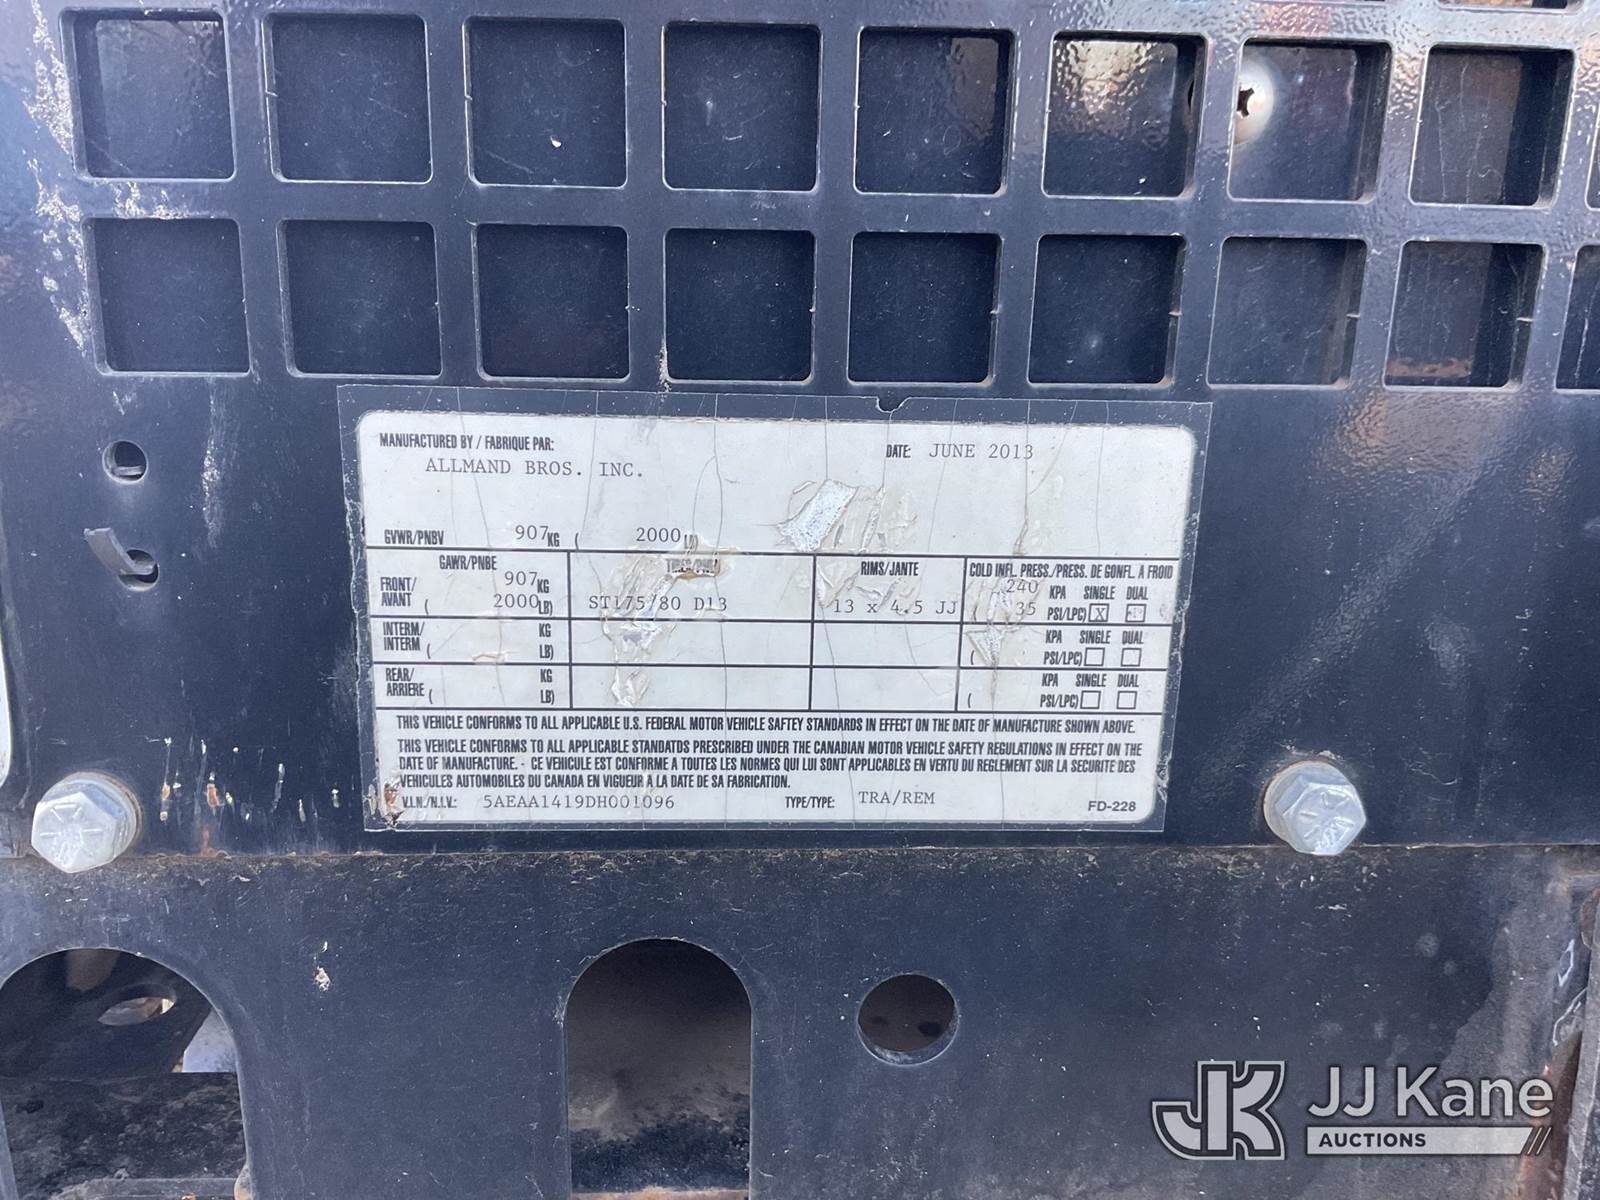 MANUFACTURED BY / FABRIQUE PAR: DATE: JUNE 2013
ALLMAND BROS. INC.
GVWR/PNBV 907 KG ( 2000 LB)
GAWR/PNBE TIRES/PNEU RIMS/JANTE COLD INFL. PRESS./PRESS. DE GONFL. A FROID
FRONT/ 907 KG 240 KPA SINGLE DUAL
AVANT ( 2000 LB) ST175/80 D13 13 x 4.5 JJ 35 PSI/LPC) X
INTERM/ KG KPA SINGLE DUAL
INTERM ( LB) ( PSI/LPC)
REAR/ KG KPA SINGLE DUAL
ARRIERE ( LB) ( PSI/LPC)
THIS VEHICLE CONFORMS TO ALL APPLICABLE U.S. FEDERAL MOTOR VEHICLE SAFTEY STANDARDS IN EFFECT ON THE DATE OF MANUFACTURE SHOWN ABOVE.
THIS VEHICLE CONFORMS TO ALL APPLICABLE STANDATDS PRESCRIBED UNDER THE CANADIAN MOTOR VEHICLE SAFETY REGULATIONS IN EFFECT ON THE
DATE OF MANUFACTURE. - CE VEHICULE EST CONFORME A TOUTES LES NORMES QUI LUI SONT APPLICABLES EN VERTU DU REGLEMENT SUR LA SECURITE DES
VEHICULES AUTOMOBILES DU CANADA EN VIGUEUR A LA DATE DE SA FABRICATION.
V.I.N./N.I.V.: 5AEAA1419DH001096 TYPE/TYPE: TRA/REM FD-228
JK JJ Kane
AUCTIONS